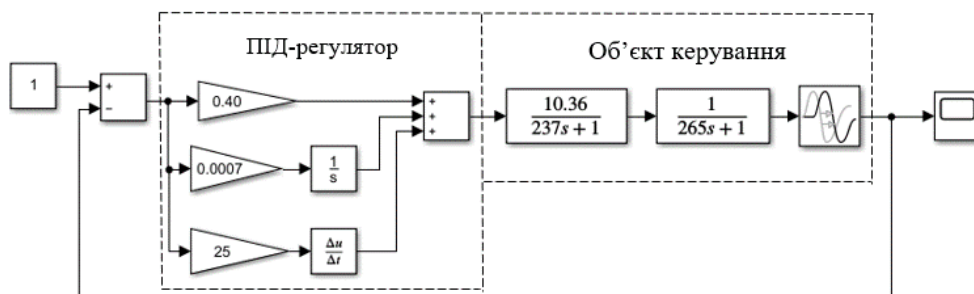 ПІД-регулятор
Об’єкт керування
1
+
−
0.40
0.0007
25
1
s
Δu
Δt
+
+
+
10.36
237s + 1
1
265s + 1